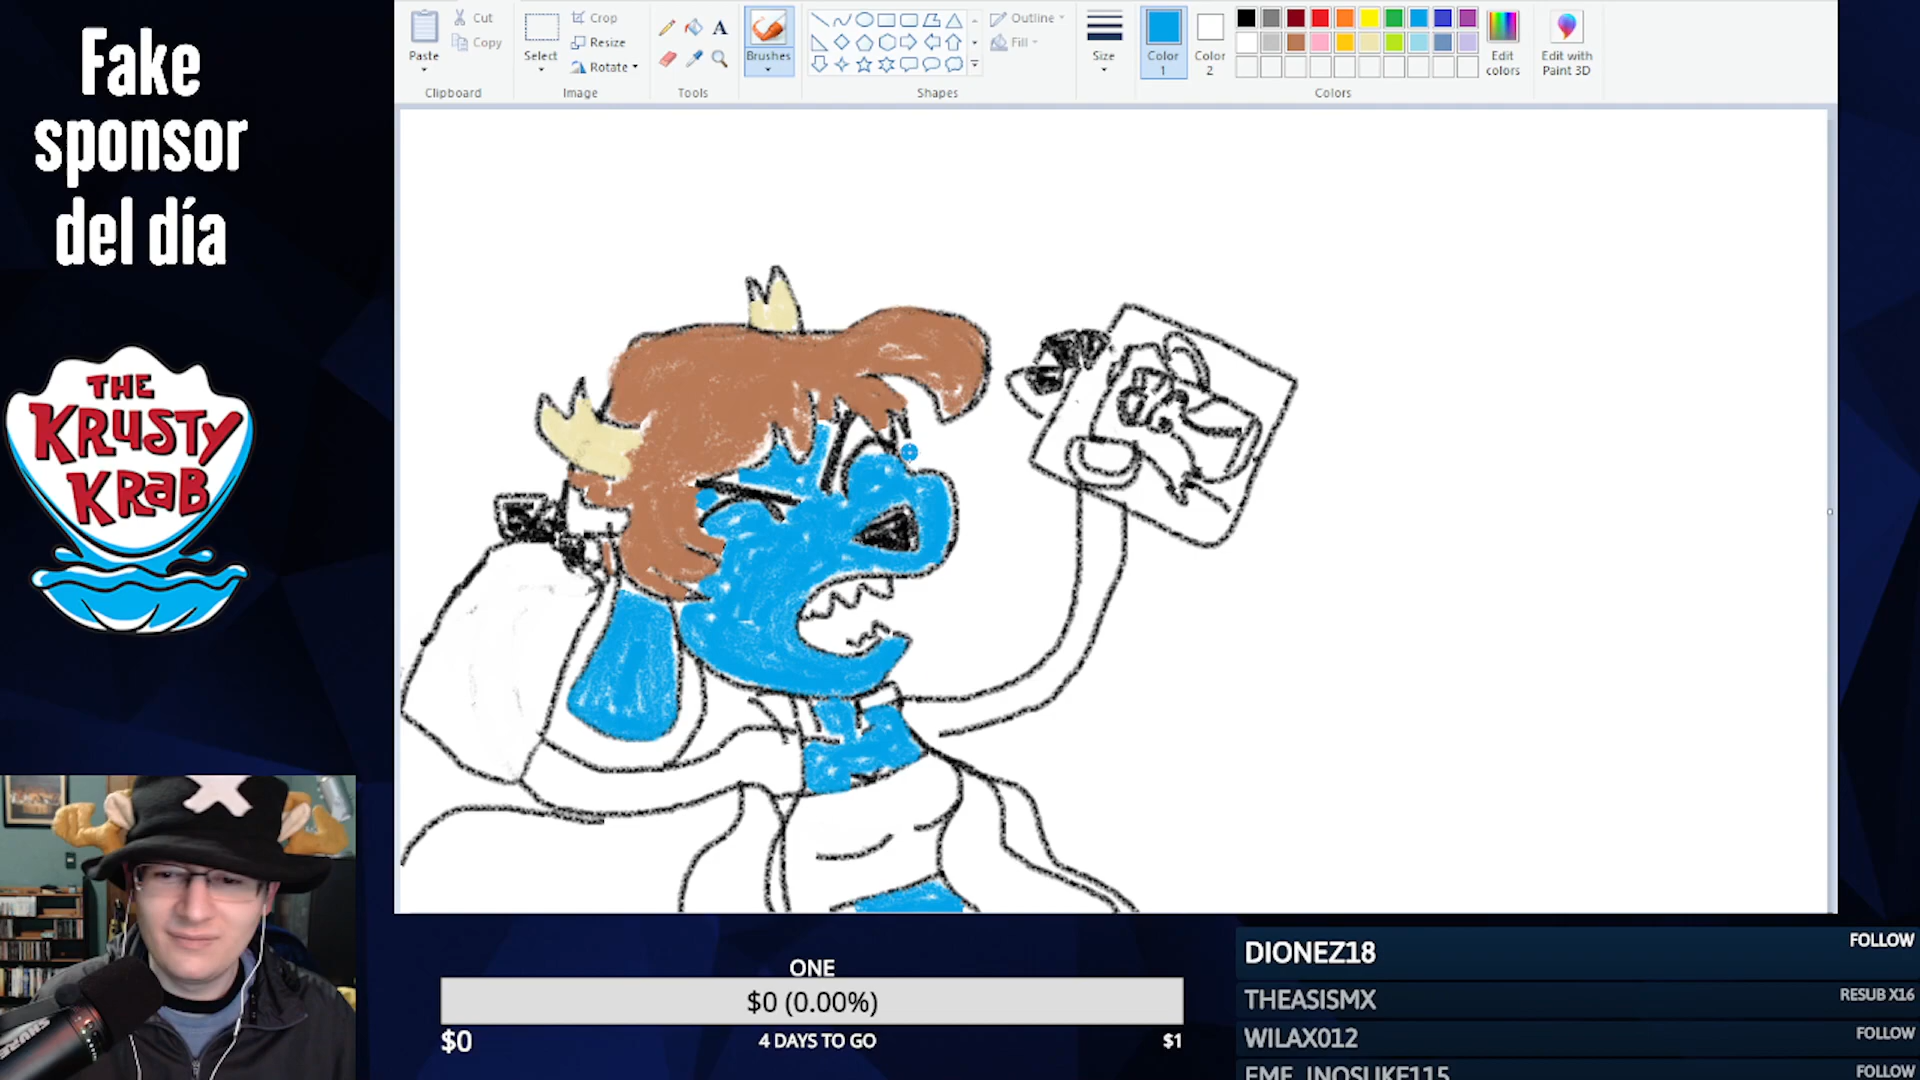 Fake
sponsor
del día
THE
KRUSTY
KRAB
Paste
Cut
Copy
Clipboard
Select
Crop
Resize
Rotate
Image
A
Tools
Brushes
Shapes
Outline
Fill
Size
Color
1
Color
2
Colors
Edit
colors
Edit with
Paint 3D
SHURE
ONE
$0 (0.00%)
$0
4 DAYS TO GO
$1
DIONEZ18
FOLLOW
THEASISMX
RESUB X16
WILAX012
FOLLOW
EME_INOSUKE115
FOLLOW